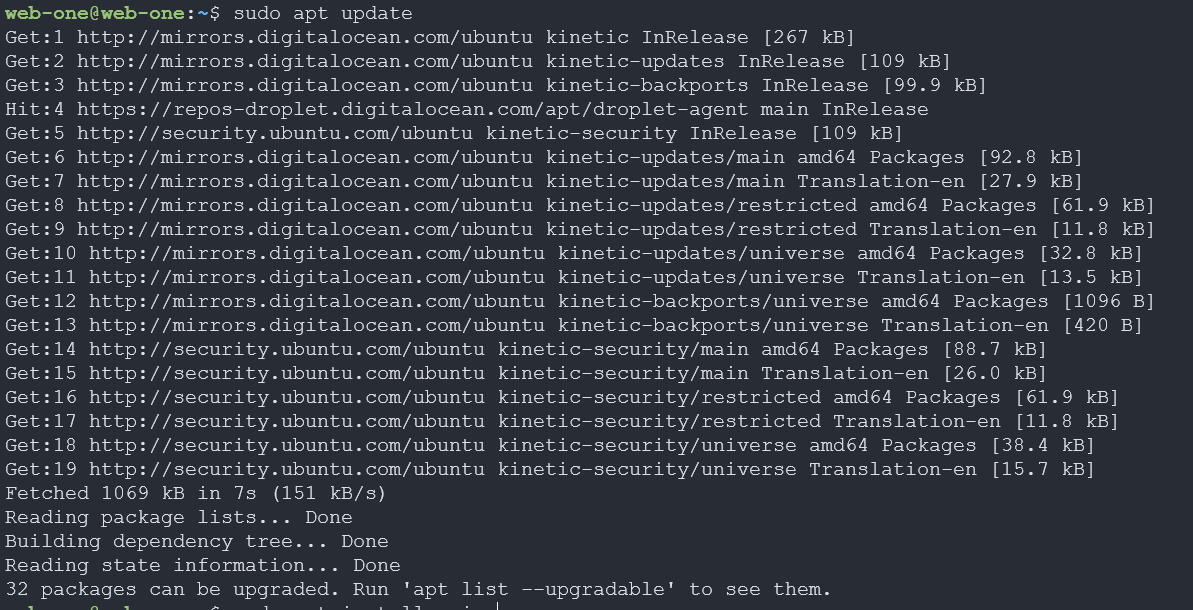 web-one@web-one:~$ sudo apt update
Get:1 http://mirrors.digitalocean.com/ubuntu kinetic InRelease [267 kB]
Get:2 http://mirrors.digitalocean.com/ubuntu kinetic-updates InRelease [109 kB]
Get:3 http://mirrors.digitalocean.com/ubuntu kinetic-backports InRelease [99.9 kB]
Hit:4 https://repos-droplet.digitalocean.com/apt/droplet-agent main InRelease
Get:5 http://security.ubuntu.com/ubuntu kinetic-security InRelease [109 kB]
Get:6 http://mirrors.digitalocean.com/ubuntu kinetic-updates/main amd64 Packages [92.8 kB]
Get:7 http://mirrors.digitalocean.com/ubuntu kinetic-updates/main Translation-en [27.9 kB]
Get:8 http://mirrors.digitalocean.com/ubuntu kinetic-updates/restricted amd64 Packages [61.9 kB]
Get:9 http://mirrors.digitalocean.com/ubuntu kinetic-updates/restricted Translation-en [11.8 kB]
Get:10 http://mirrors.digitalocean.com/ubuntu kinetic-updates/universe amd64 Packages [32.8 kB]
Get:11 http://mirrors.digitalocean.com/ubuntu kinetic-updates/universe Translation-en [13.5 kB]
Get:12 http://mirrors.digitalocean.com/ubuntu kinetic-backports/universe amd64 Packages [1096 B]
Get:13 http://mirrors.digitalocean.com/ubuntu kinetic-backports/universe Translation-en [420 B]
Get:14 http://security.ubuntu.com/ubuntu kinetic-security/main amd64 Packages [88.7 kB]
Get:15 http://security.ubuntu.com/ubuntu kinetic-security/main Translation-en [26.0 kB]
Get:16 http://security.ubuntu.com/ubuntu kinetic-security/restricted amd64 Packages [61.9 kB]
Get:17 http://security.ubuntu.com/ubuntu kinetic-security/restricted Translation-en [11.8 kB]
Get:18 http://security.ubuntu.com/ubuntu kinetic-security/universe amd64 Packages [38.4 kB]
Get:19 http://security.ubuntu.com/ubuntu kinetic-security/universe Translation-en [15.7 kB]
Fetched 1069 kB in 7s (151 kB/s)
Reading package lists... Done
Building dependency tree... Done
Reading state information... Done
32 packages can be upgraded. Run 'apt list --upgradable' to see them.